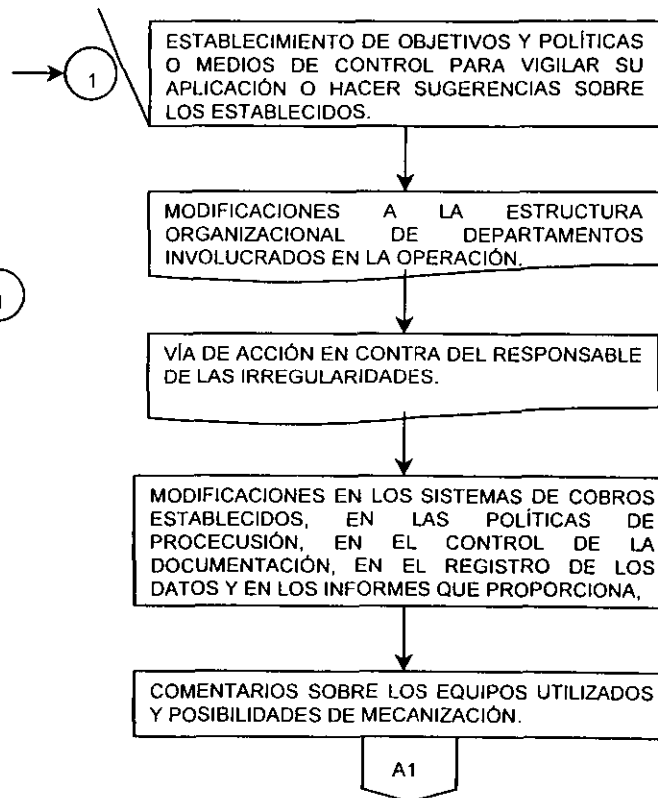 ESTABLECIMIENTO DE OBJETIVOS Y POLÍTICAS
O MEDIOS DE CONTROL PARA VIGILAR SU
APLICACIÓN O HACER SUGERENCIAS SOBRE
LOS ESTABLECIDOS.
1
MODIFICACIONES A LA ESTRUCTURA
ORGANIZACIONAL DE DEPARTAMENTOS
INVOLUCRADOS EN LA OPERACIÓN.
VÍA DE ACCIÓN EN CONTRA DEL RESPONSABLE
DE LAS IRREGULARIDADES.
MODIFICACIONES EN LOS SISTEMAS DE COBROS
ESTABLECIDOS, EN LAS POLÍTICAS DE
PROCECUSIÓN, EN EL CONTROL DE LA
DOCUMENTACIÓN, EN EL REGISTRO DE LOS
DATOS Y EN LOS INFORMES QUE PROPORCIONA,
COMENTARIOS SOBRE LOS EQUIPOS UTILIZADOS
Y POSIBILIDADES DE MECANIZACIÓN.
A1